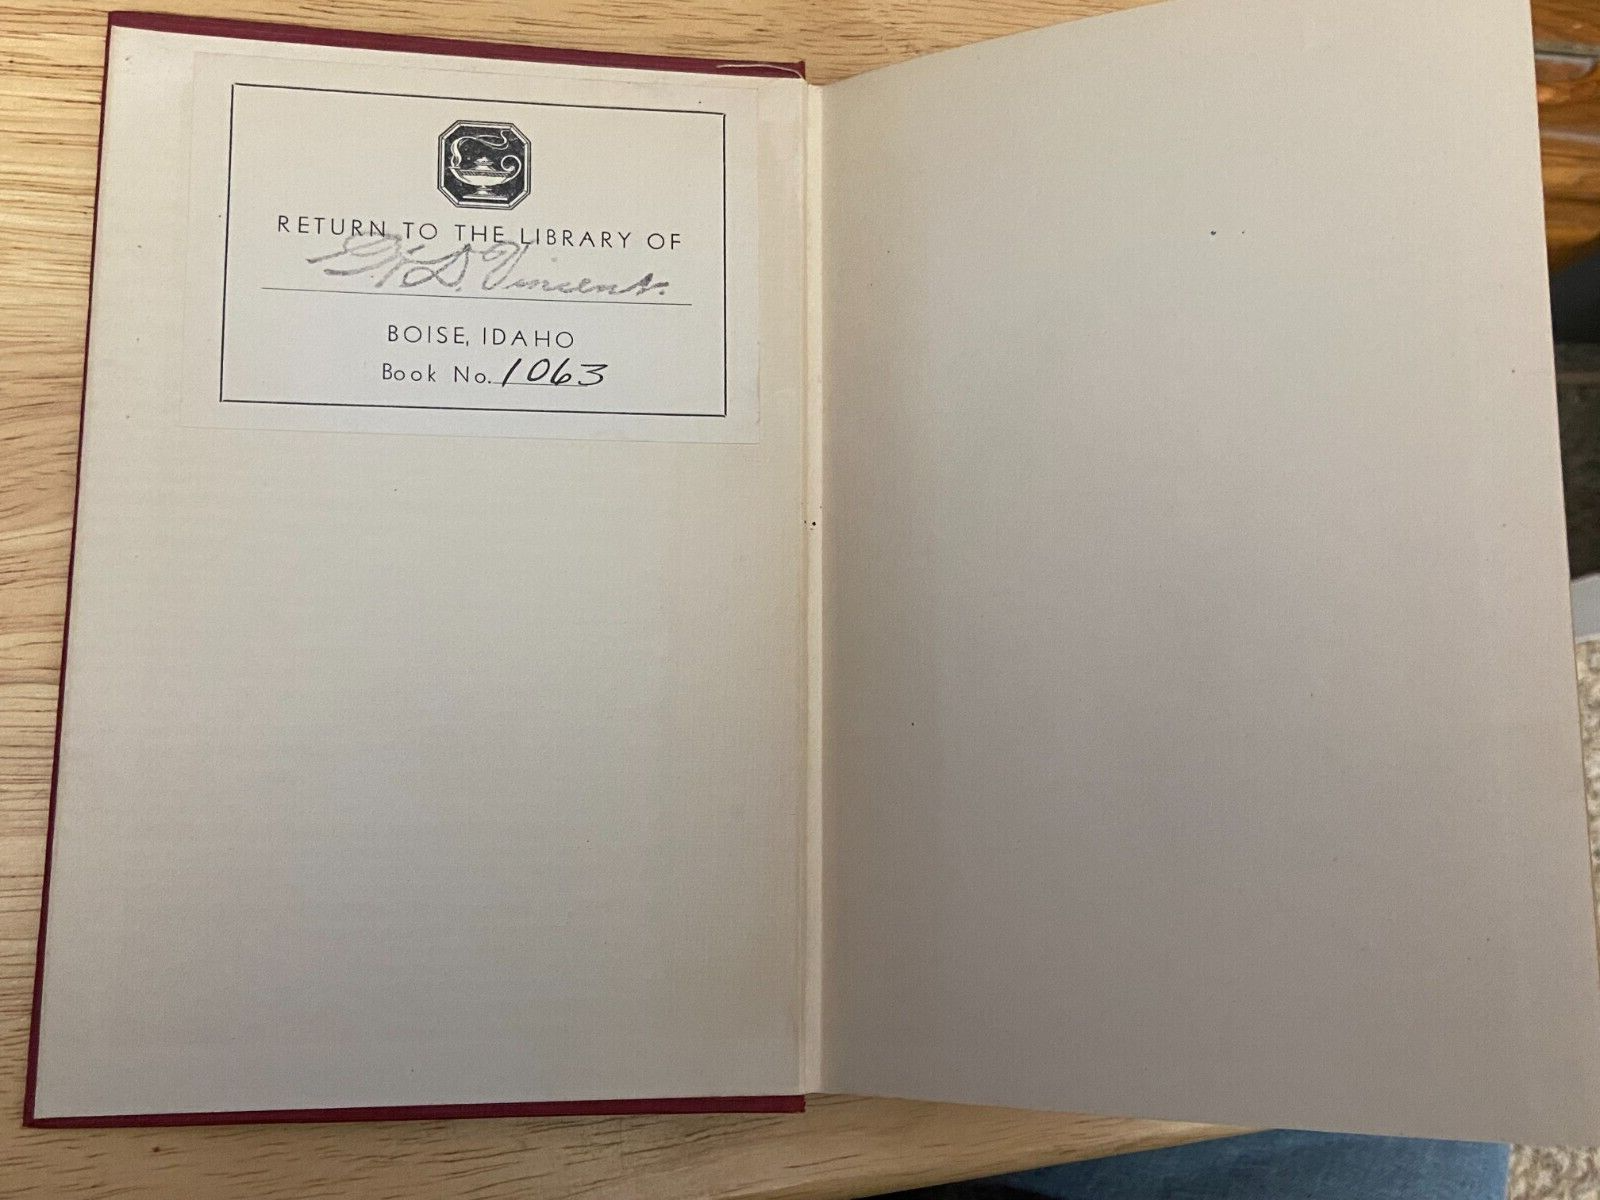 RETURN TO THE LIBRARY OF
Vincent.
BOISE, IDAHO
Book No. 1063